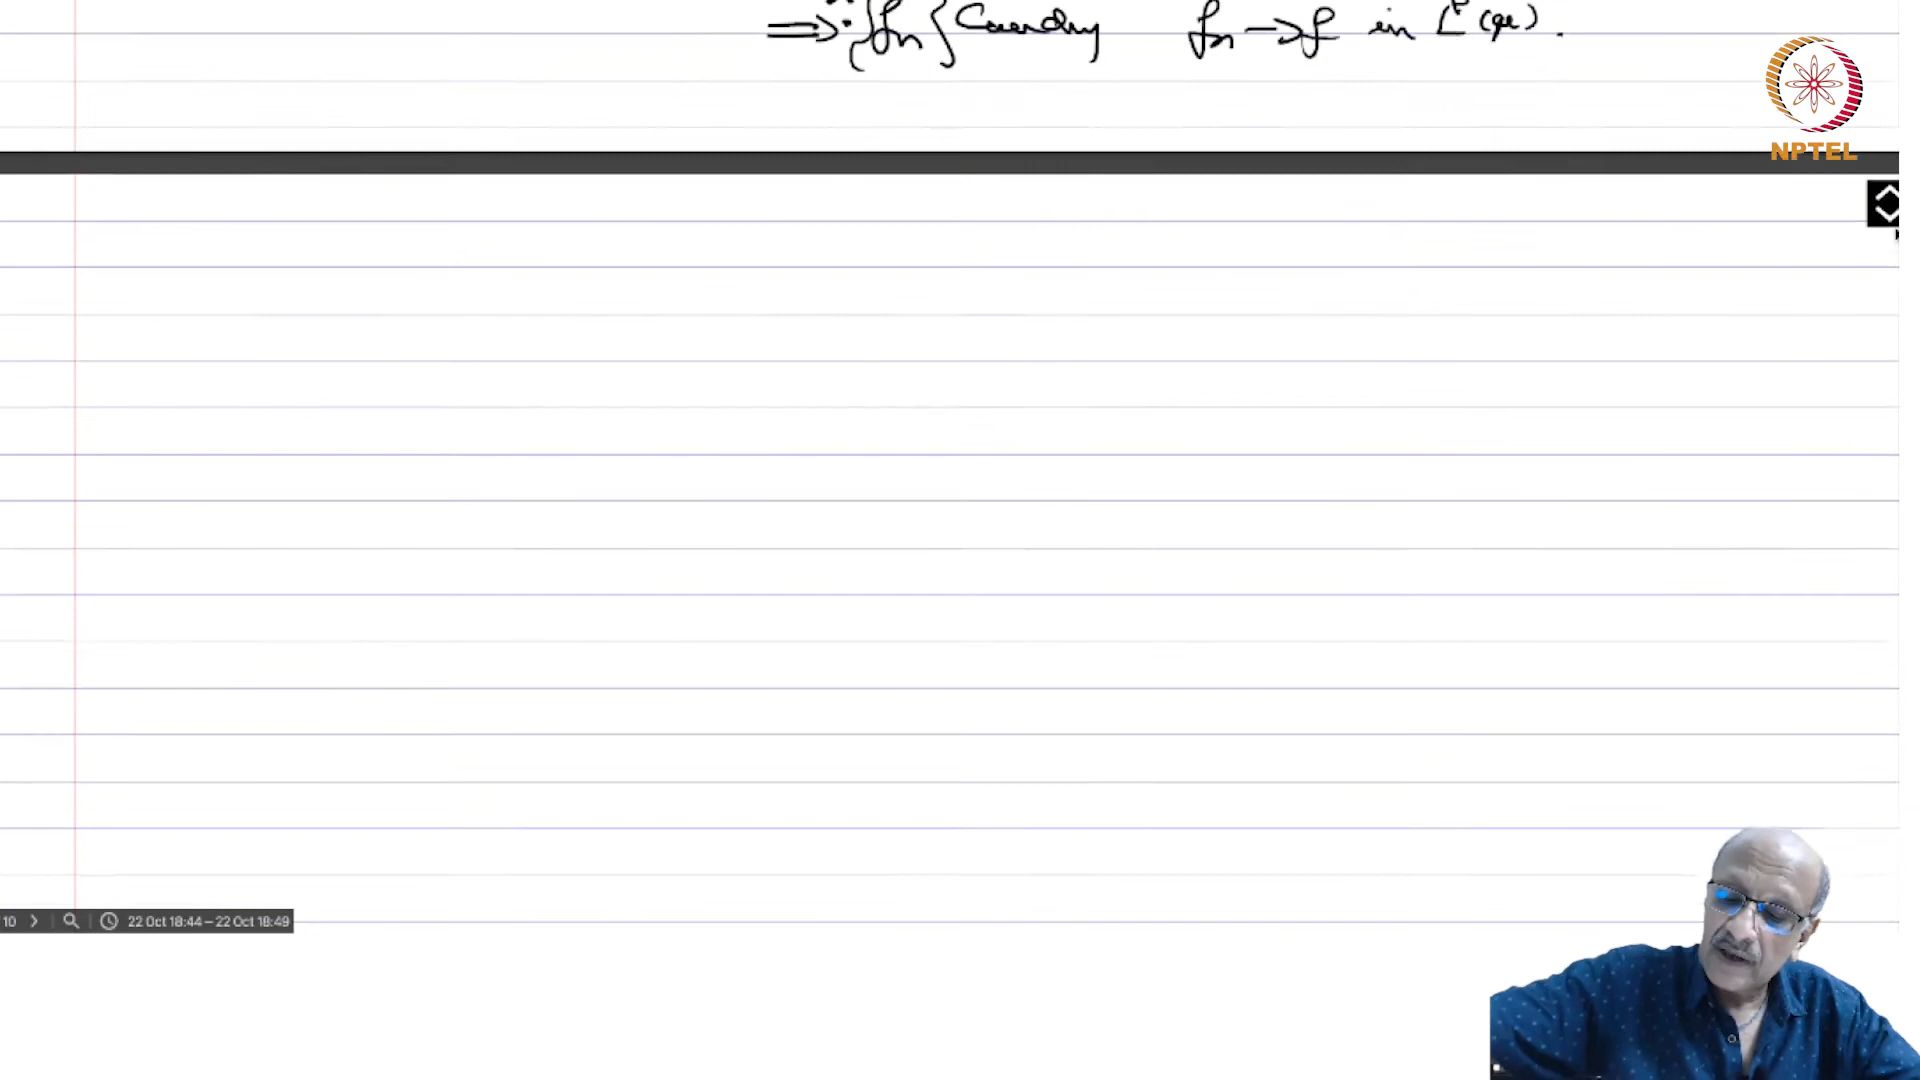 ⇒ ∵ {fn} Cauchy fn → f in L^p(μ).
NPTEL
10 22 Oct 18:44 – 22 Oct 18:49